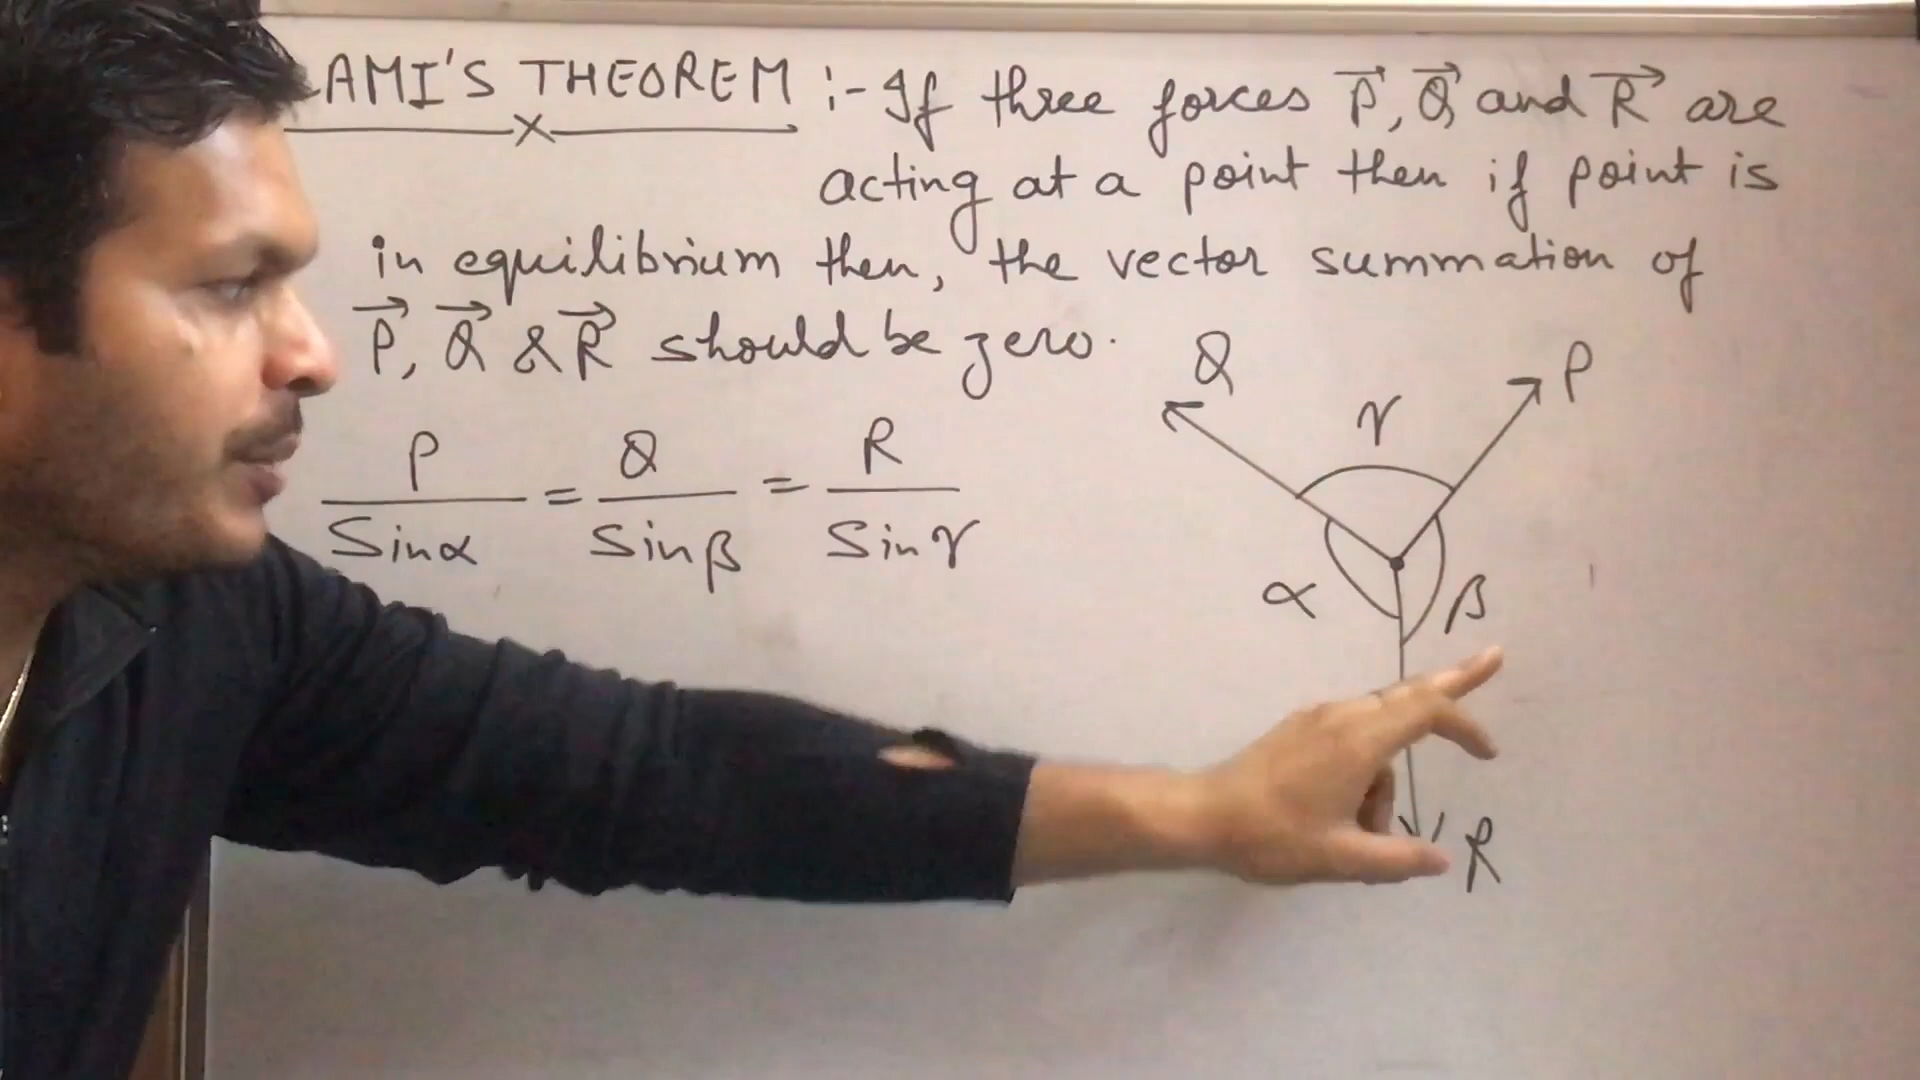 LAMI'S THEOREM :- If three forces P⃗, Q⃗ and R⃗ are
acting at a point then if point is
in equilibrium then, the vector summation of
P⃗, Q⃗ & R⃗ should be zero.
P/Sinα = Q/Sinβ = R/Sinγ
Q
P
γ
α
β
R